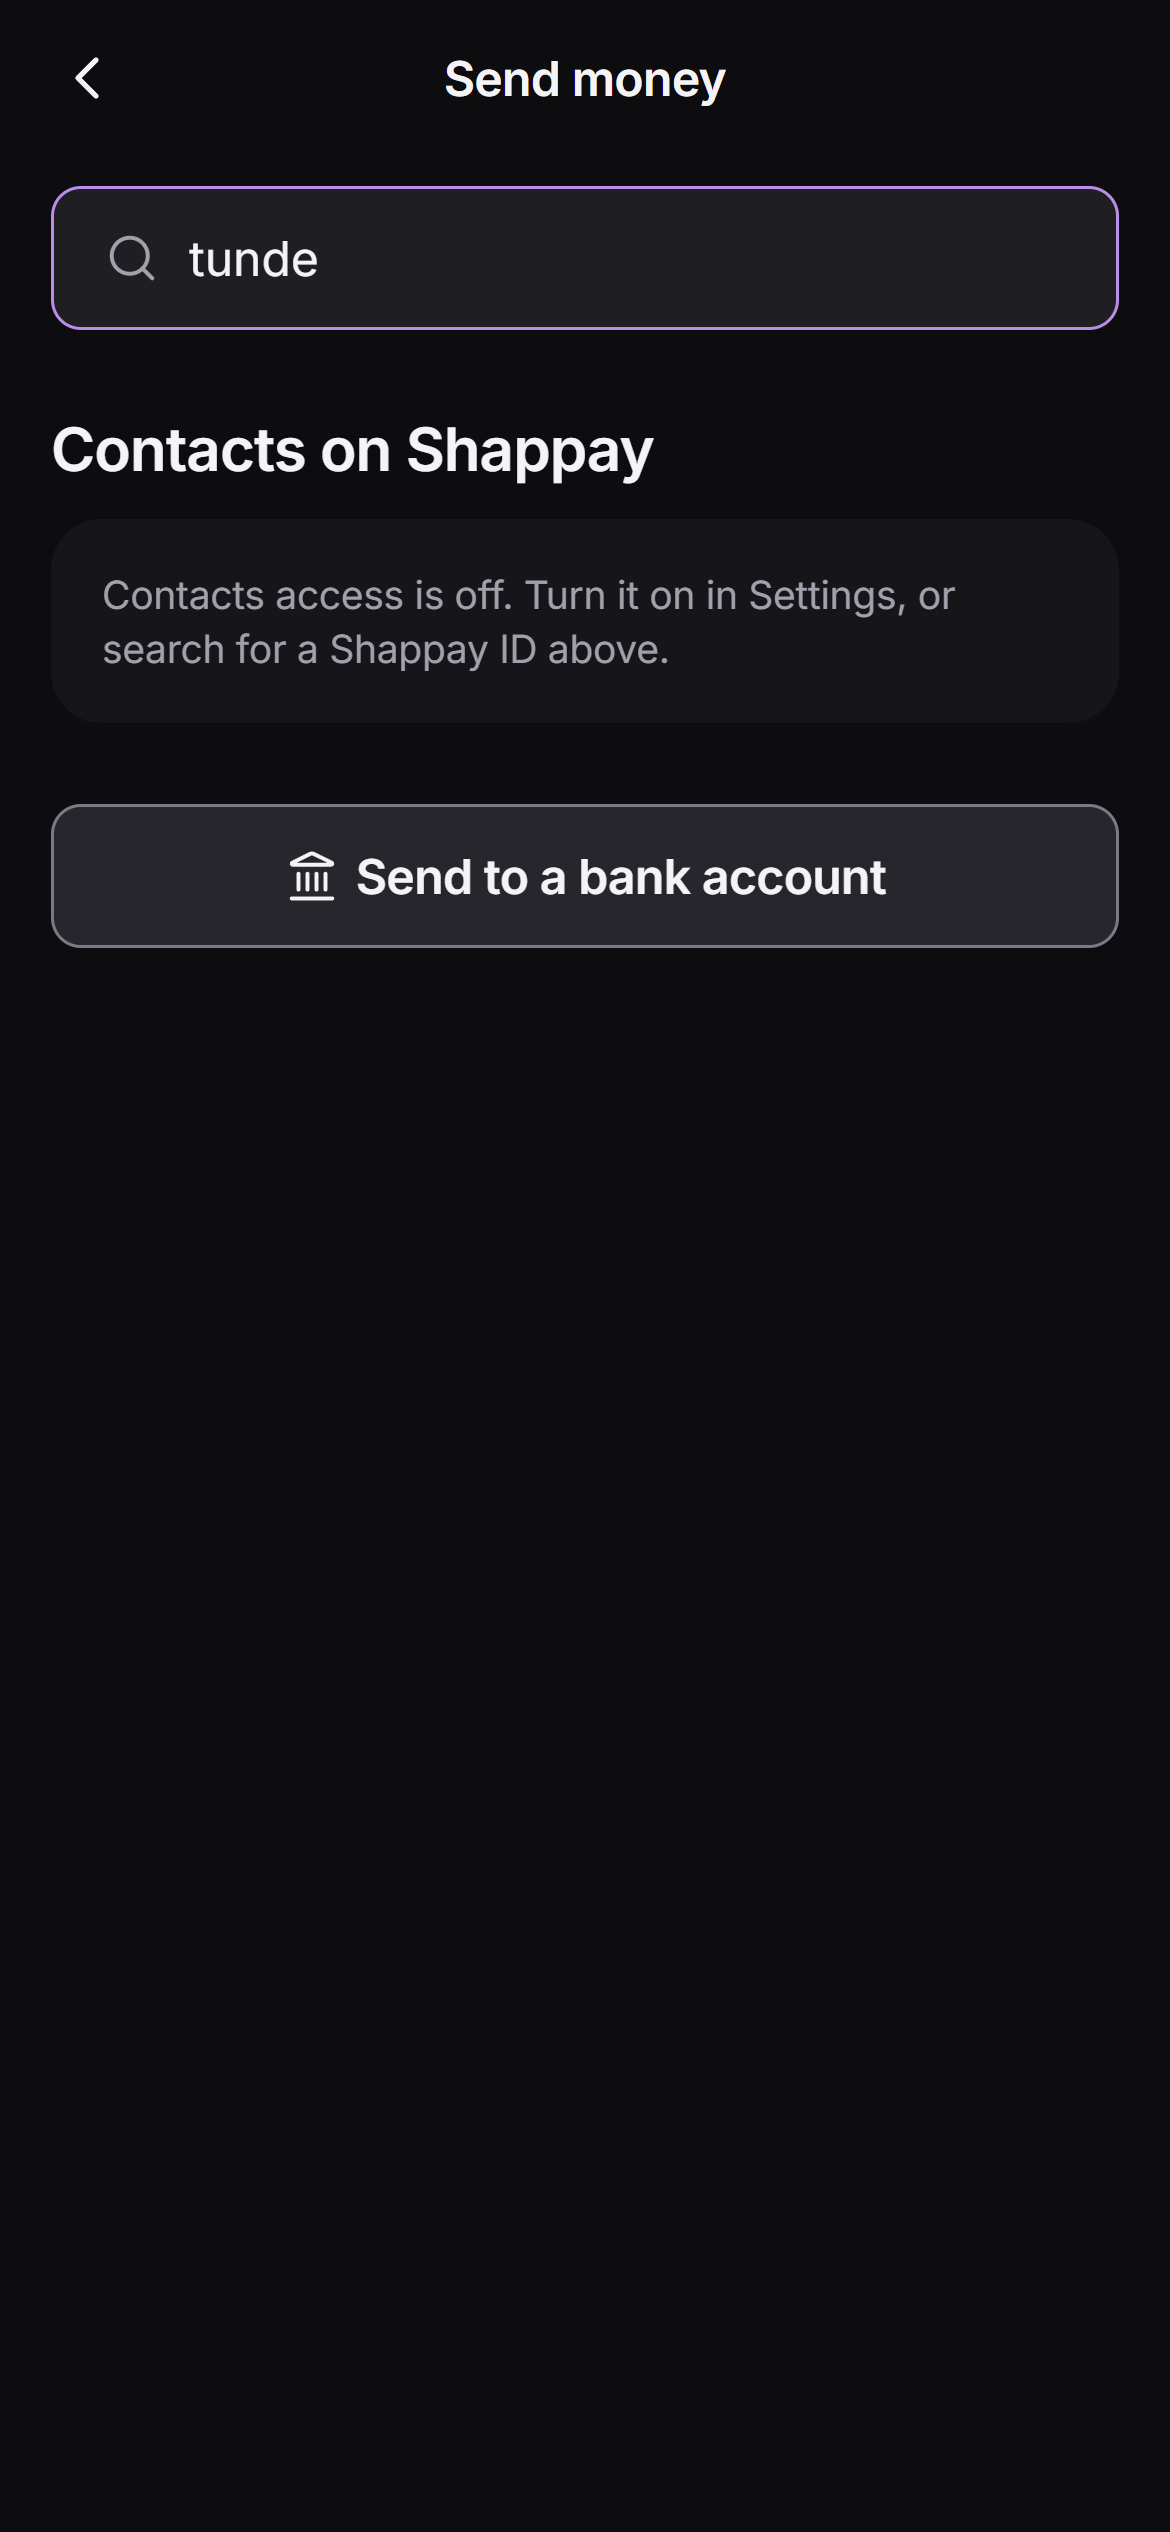 Send money
tunde
Contacts on Shappay
Contacts access is off. Turn it on in Settings, or
search for a Shappay ID above.
Send to a bank account